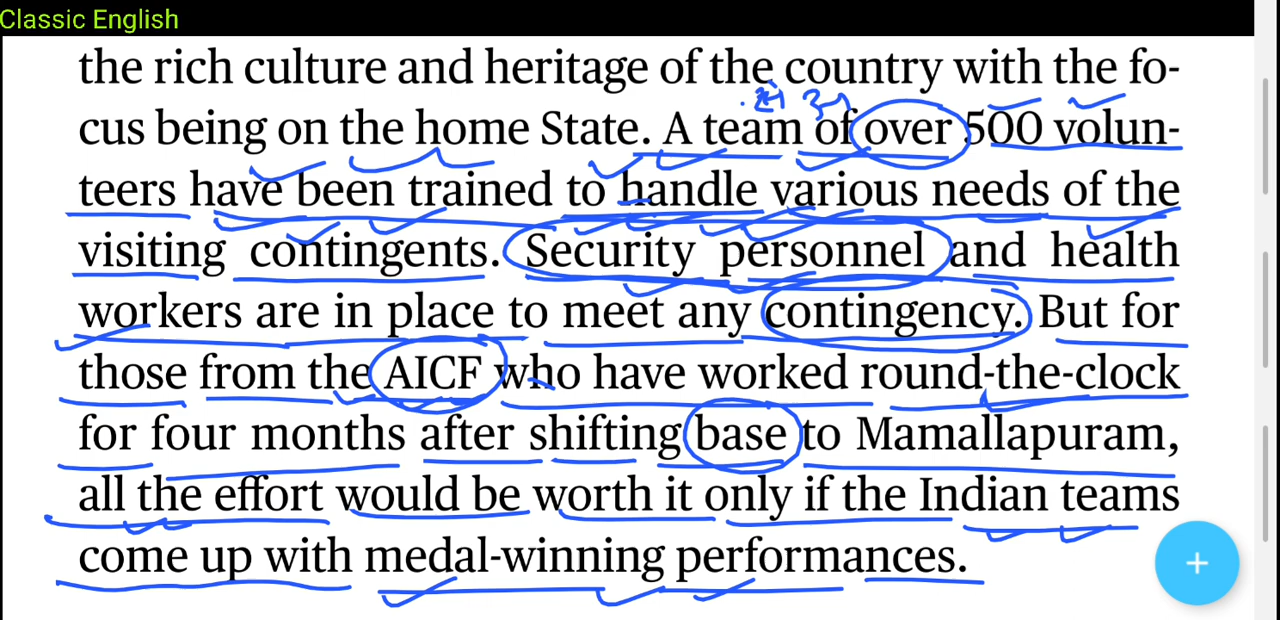 Classic English
the rich culture and heritage of the country with the fo-
cus being on the home State. A team of over 500 volun-
teers have been trained to handle various needs of the
visiting contingents. Security personnel and health
workers are in place to meet any contingency. But for
those from the AICF who have worked round-the-clock
for four months after shifting base to Mamallapuram,
all the effort would be worth it only if the Indian teams
come up with medal-winning performances.